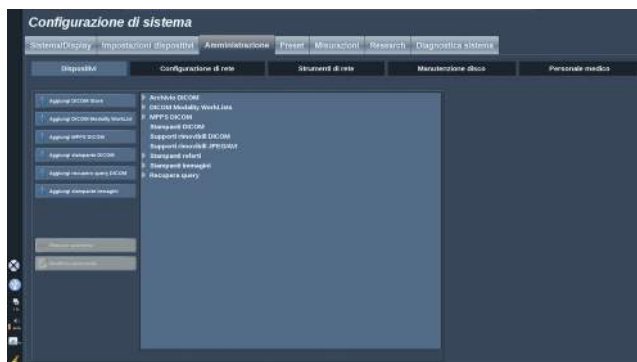 Configurazione di sistema
Sistema/Display Impostazioni dispositivi Amministrazione Preset Misurazioni Research Diagnostica sistema
Dispositivi Configurazione di rete Strumenti di rete Manutenzione disco Personale medico
Aggiungi DICOM Store
Aggiungi DICOM Modality WorkList
Aggiungi MPPS DICOM
Aggiungi stampante DICOM
Aggiungi recupero query DICOM
Aggiungi stampante immagini
Archivio DICOM
DICOM Modality WorkLists
MPPS DICOM
Stampanti DICOM
Supporti rimovibili DICOM
Supporti rimovibili JPEG/AVI
Stampanti referti
Stampanti immagini
Recupera query